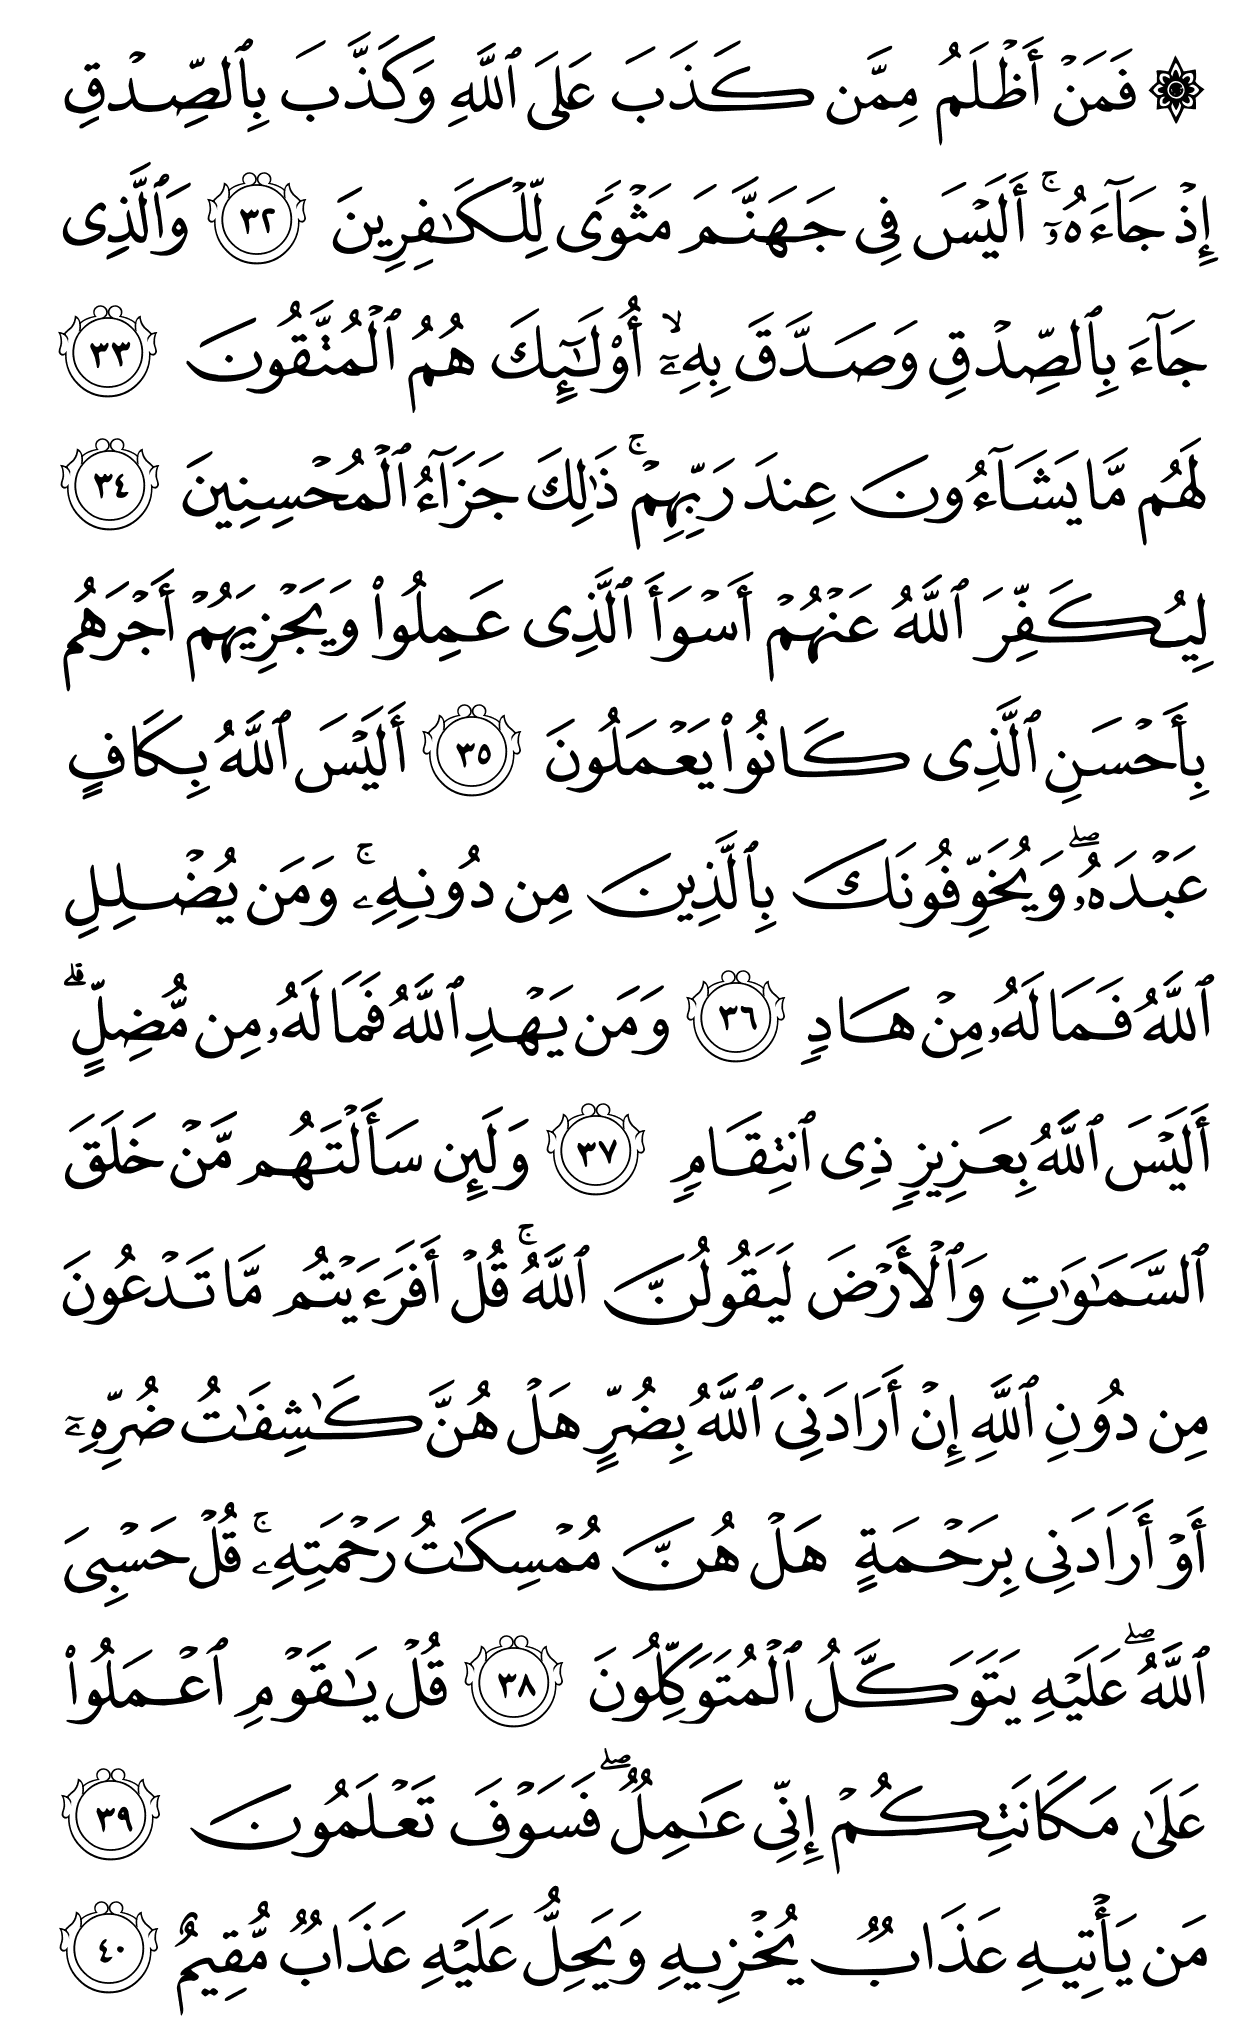 ۞ فَمَنۡ أَظۡلَمُ مِمَّن كَذَبَ عَلَى ٱللَّهِ وَكَذَّبَ بِٱلصِّدۡقِ
إِذۡ جَآءَهُۥٓۚ أَلَيۡسَ فِي جَهَنَّمَ مَثۡوٗى لِّلۡكَٰفِرِينَ ٣٢ وَٱلَّذِي
جَآءَ بِٱلصِّدۡقِ وَصَدَّقَ بِهِۦٓۙ أُوْلَٰٓئِكَ هُمُ ٱلۡمُتَّقُونَ ٣٣
لَهُم مَّا يَشَآءُونَ عِندَ رَبِّهِمۡۚ ذَٰلِكَ جَزَآءُ ٱلۡمُحۡسِنِينَ ٣٤
لِيُكَفِّرَ ٱللَّهُ عَنۡهُمۡ أَسۡوَأَ ٱلَّذِي عَمِلُواْ وَيَجۡزِيَهُمۡ أَجۡرَهُم
بِأَحۡسَنِ ٱلَّذِي كَانُواْ يَعۡمَلُونَ ٣٥ أَلَيۡسَ ٱللَّهُ بِكَافٍ
عَبۡدَهُۥۖ وَيُخَوِّفُونَكَ بِٱلَّذِينَ مِن دُونِهِۦۚ وَمَن يُضۡلِلِ
ٱللَّهُ فَمَا لَهُۥ مِنۡ هَادٖ ٣٦ وَمَن يَهۡدِ ٱللَّهُ فَمَا لَهُۥ مِن مُّضِلٍّۗ
أَلَيۡسَ ٱللَّهُ بِعَزِيزٖ ذِي ٱنتِقَامٖ ٣٧ وَلَئِن سَأَلۡتَهُم مَّنۡ خَلَقَ
ٱلسَّمَٰوَٰتِ وَٱلۡأَرۡضَ لَيَقُولُنَّ ٱللَّهُۚ قُلۡ أَفَرَءَيۡتُم مَّا تَدۡعُونَ
مِن دُونِ ٱللَّهِ إِنۡ أَرَادَنِيَ ٱللَّهُ بِضُرٍّ هَلۡ هُنَّ كَٰشِفَٰتُ ضُرِّهِۦٓ
أَوۡ أَرَادَنِي بِرَحۡمَةٍ هَلۡ هُنَّ مُمۡسِكَٰتُ رَحۡمَتِهِۦۚ قُلۡ حَسۡبِيَ
ٱللَّهُۖ عَلَيۡهِ يَتَوَكَّلُ ٱلۡمُتَوَكِّلُونَ ٣٨ قُلۡ يَٰقَوۡمِ ٱعۡمَلُواْ
عَلَىٰ مَكَانَتِكُمۡ إِنِّي عَٰمِلٞۖ فَسَوۡفَ تَعۡلَمُونَ ٣٩
مَن يَأۡتِيهِ عَذَابٞ يُخۡزِيهِ وَيَحِلُّ عَلَيۡهِ عَذَابٞ مُّقِيمٌ ٤٠